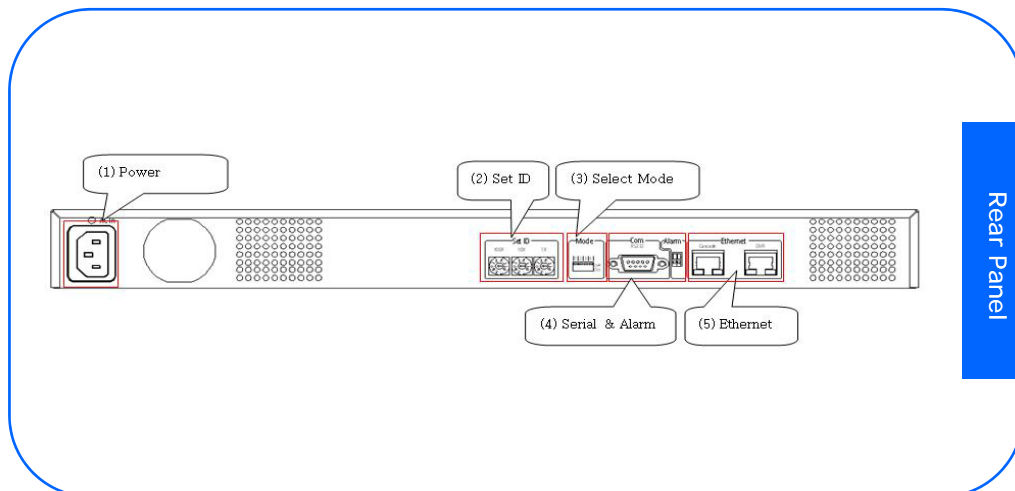 (1) Power
(2) Set ID
(3) Select Mode
Set ID
Mode
Com
Alarm
Ethernet
RS232
(4) Serial & Alarm
(5) Ethernet
Rear Panel